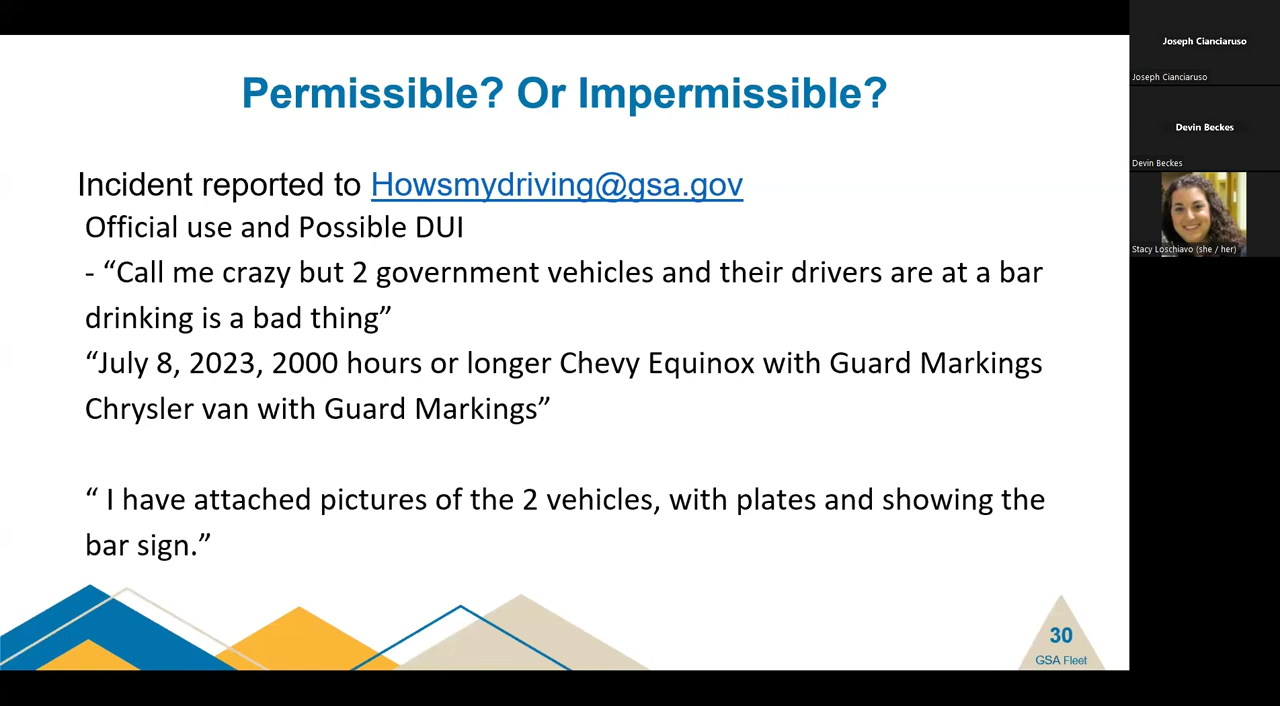 Permissible? Or Impermissible?
Incident reported to Howsmydriving@gsa.gov
Official use and Possible DUI
- “Call me crazy but 2 government vehicles and their drivers are at a bar
drinking is a bad thing”
“July 8, 2023, 2000 hours or longer Chevy Equinox with Guard Markings
Chrysler van with Guard Markings”
“ I have attached pictures of the 2 vehicles, with plates and showing the
bar sign.”
30
GSA Fleet
Joseph Cianciaruso
Joseph Cianciaruso
Devin Beckes
Devin Beckes
Stacy Loschiavo (she / her)